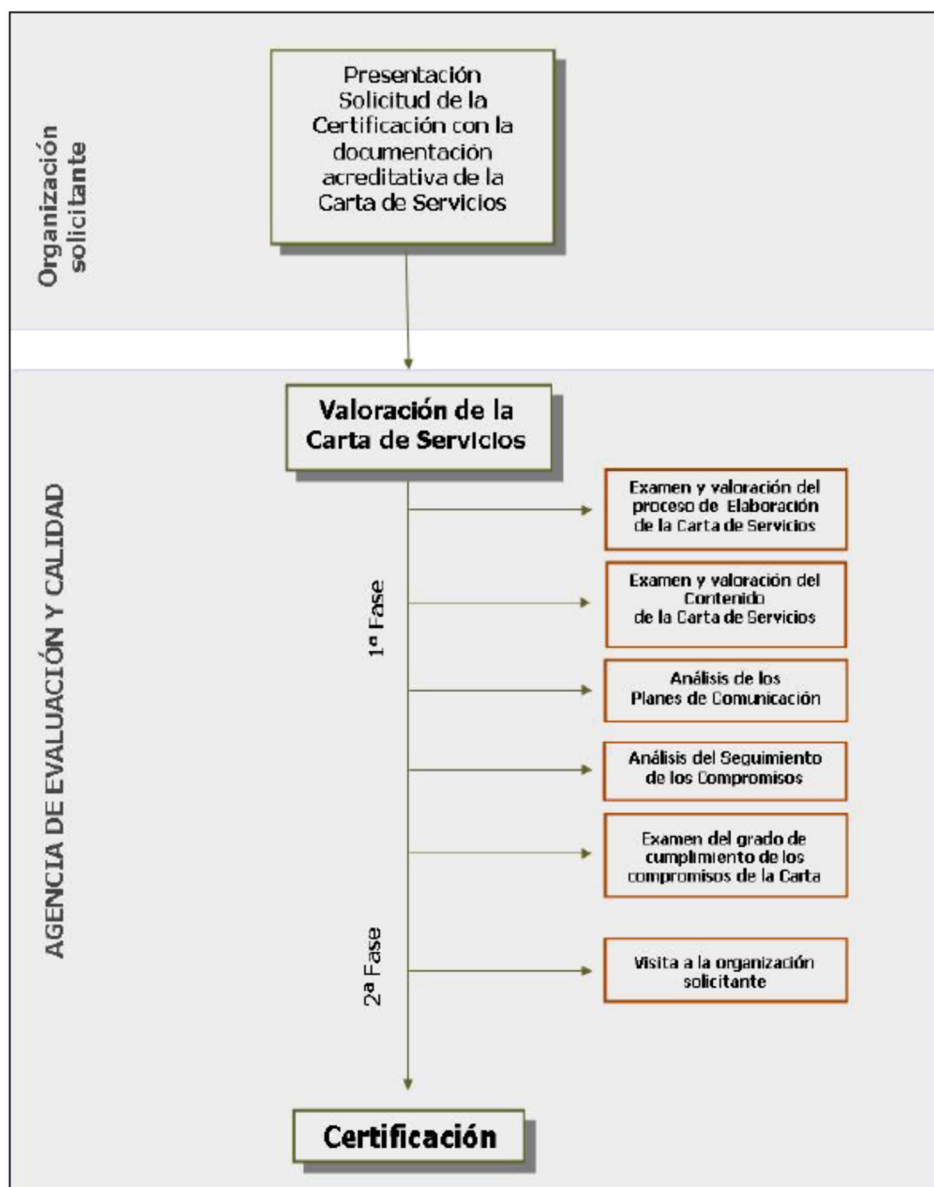 Organización
solicitante
Presentación
Solicitud de la
Certificación con la
documentación
acreditativa de la
Carta de Servicios
AGENCIA DE EVALUACIÓN Y CALIDAD
Valoración de la
Carta de Servicios
1ª Fase
Examen y valoración del
proceso de Elaboración
de la Carta de Servicios
Examen y valoración del
Contenido
de la Carta de Servicios
Análisis de los
Planes de Comunicación
Análisis del Seguimiento
de los Compromisos
Examen del grado de
cumplimiento de los
compromisos de la Carta
2ª Fase
Visita a la organización
solicitante
Certificación